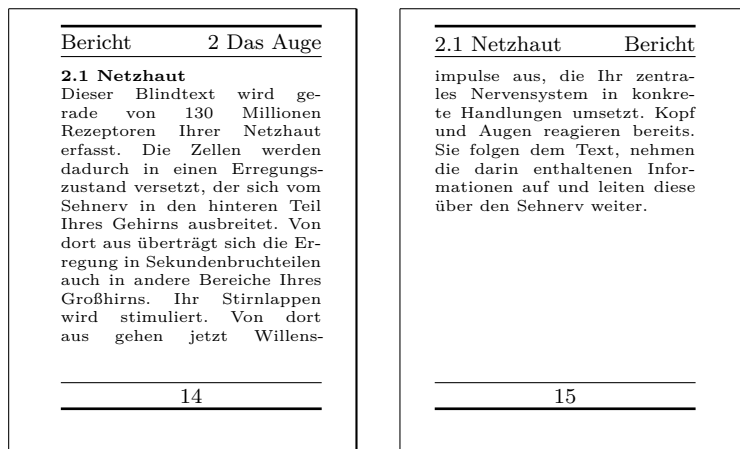 Bericht 2 Das Auge
2.1 Netzhaut
Dieser Blindtext wird ge-
rade von 130 Millionen
Rezeptoren Ihrer Netzhaut
erfasst. Die Zellen werden
dadurch in einen Erregungs-
zustand versetzt, der sich vom
Sehnerv in den hinteren Teil
Ihres Gehirns ausbreitet. Von
dort aus überträgt sich die Er-
regung in Sekundenbruchteilen
auch in andere Bereiche Ihres
Großhirns. Ihr Stirnlappen
wird stimuliert. Von dort
aus gehen jetzt Willens-
14
2.1 Netzhaut Bericht
impulse aus, die Ihr zentra-
les Nervensystem in konkre-
te Handlungen umsetzt. Kopf
und Augen reagieren bereits.
Sie folgen dem Text, nehmen
die darin enthaltenen Infor-
mationen auf und leiten diese
über den Sehnerv weiter.
15